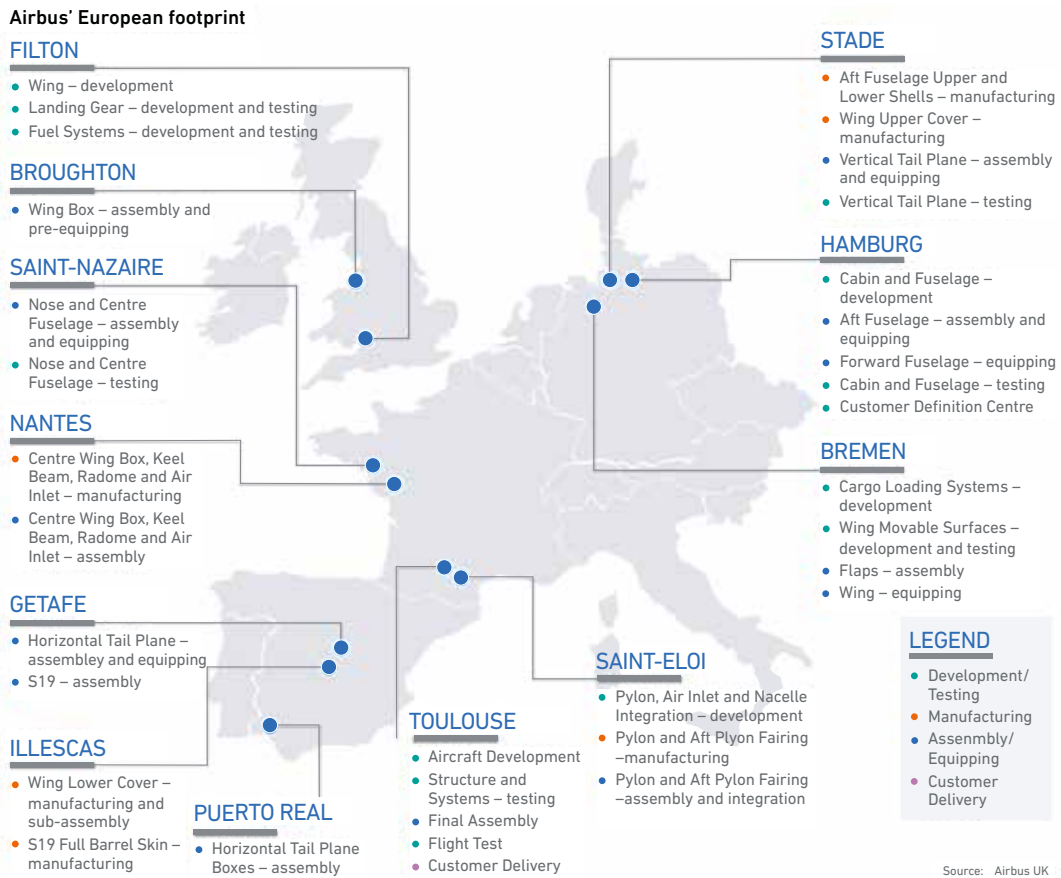 Airbus’ European footprint
FILTON
Wing – development
Landing Gear – development and testing
Fuel Systems – development and testing
BROUGHTON
Wing Box – assembly and
pre-equipping
SAINT-NAZAIRE
Nose and Centre
Fuselage – assembly
and equipping
Nose and Centre
Fuselage – testing
NANTES
Centre Wing Box, Keel
Beam, Radome and Air
Inlet – manufacturing
Centre Wing Box, Keel
Beam, Radome and Air
Inlet – assembly
GETAFE
Horizontal Tail Plane –
assembley and equipping
S19 – assembly
ILLESCAS
Wing Lower Cover –
manufacturing and
sub-assembly
S19 Full Barrel Skin –
manufacturing
PUERTO REAL
Horizontal Tail Plane
Boxes – assembly
TOULOUSE
Aircraft Development
Structure and
Systems – testing
Final Assembly
Flight Test
Customer Delivery
SAINT-ELOI
Pylon, Air Inlet and Nacelle
Integration – development
Pylon and Aft Plyon Fairing
–manufacturing
Pylon and Aft Pylon Fairing
–assembly and integration
STADE
Aft Fuselage Upper and
Lower Shells – manufacturing
Wing Upper Cover –
manufacturing
Vertical Tail Plane – assembly
and equipping
Vertical Tail Plane – testing
HAMBURG
Cabin and Fuselage –
development
Aft Fuselage – assembly and
equipping
Forward Fuselage – equipping
Cabin and Fuselage – testing
Customer Definition Centre
BREMEN
Cargo Loading Systems –
development
Wing Movable Surfaces –
development and testing
Flaps – assembly
Wing – equipping
LEGEND
Development/
Testing
Manufacturing
Assenmbly/
Equipping
Customer
Delivery
Source: Airbus UK